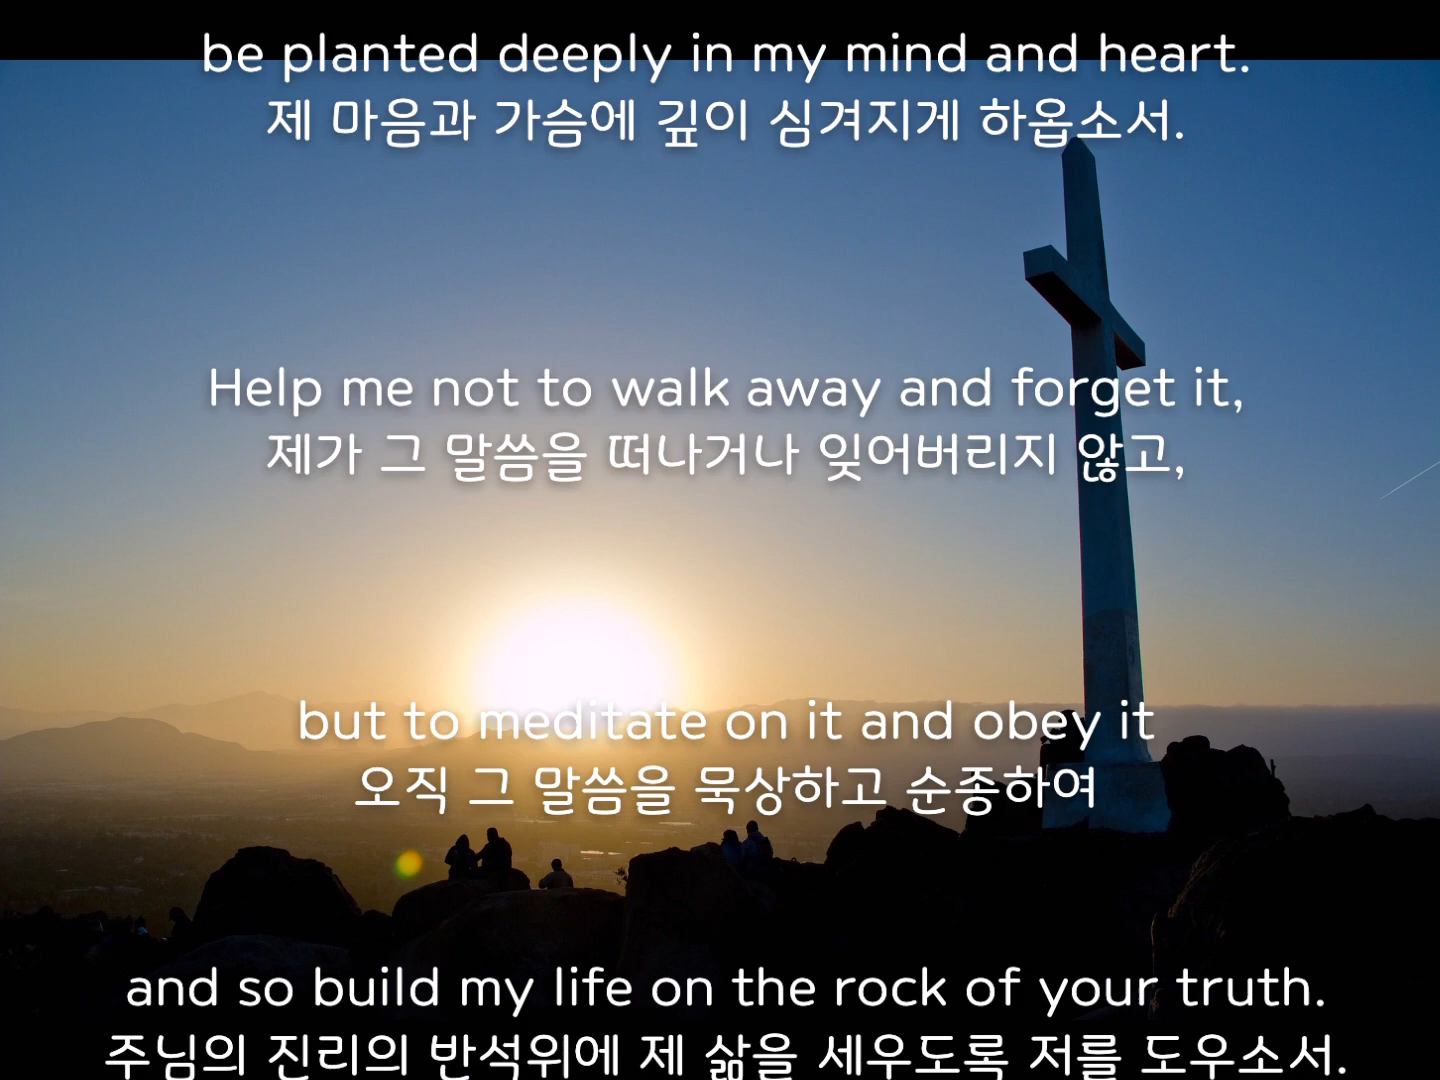 be planted deeply in my mind and heart.
제 마음과 가슴에 깊이 심겨지게 하옵소서.
Help me not to walk away and forget it,
제가 그 말씀을 떠나거나 잊어버리지 않고,
but to meditate on it and obey it
오직 그 말씀을 묵상하고 순종하여
and so build my life on the rock of your truth.
주님의 진리의 반석위에 제 삶을 세우도록 저를 도우소서.